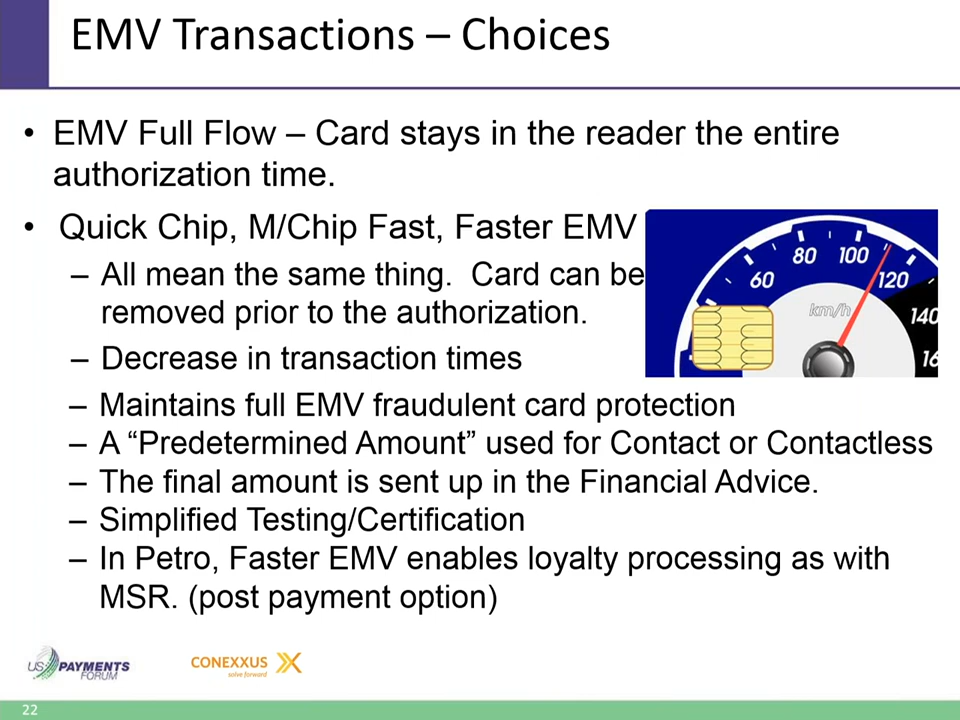 EMV Transactions – Choices
• EMV Full Flow – Card stays in the reader the entire
authorization time.
• Quick Chip, M/Chip Fast, Faster EMV
– All mean the same thing.  Card can be
removed prior to the authorization.
– Decrease in transaction times
– Maintains full EMV fraudulent card protection
– A “Predetermined Amount” used for Contact or Contactless
– The final amount is sent up in the Financial Advice.
– Simplified Testing/Certification
– In Petro, Faster EMV enables loyalty processing as with
MSR. (post payment option)
60
80
100
120
140
16
km/h
US PAYMENTS
FORUM
CONEXXUS
solve forward
22